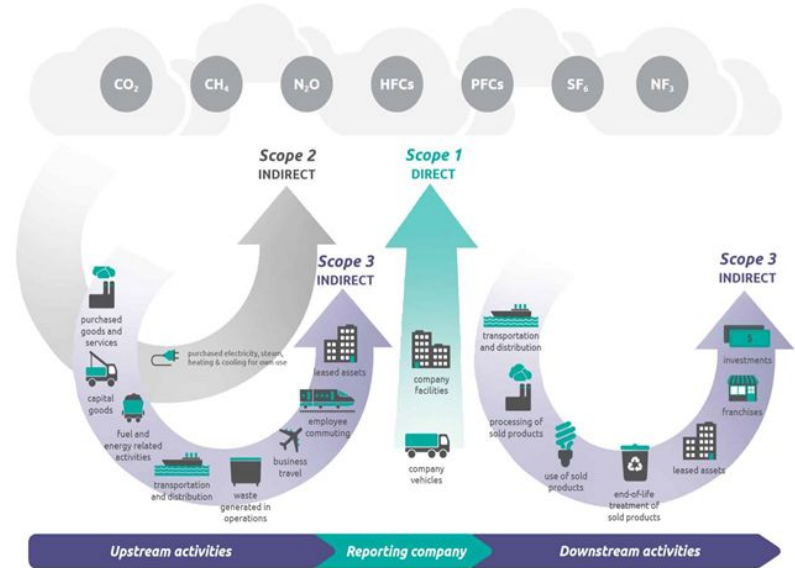 CO₂
CH₄
N₂O
HFCs
PFCs
SF₆
NF₃
Scope 2
INDIRECT
Scope 1
DIRECT
Scope 3
INDIRECT
Scope 3
INDIRECT
purchased
goods and
services
capital
goods
fuel and
energy related
activities
transportation
and distribution
waste
generated in
operations
business
travel
employee
commuting
leased assets
purchased electricity, steam,
heating & cooling for own use
company
facilities
company
vehicles
transportation
and distribution
processing of
sold products
use of sold
products
end-of-life
treatment of
sold products
leased assets
franchises
investments
$
Upstream activities
Reporting company
Downstream activities